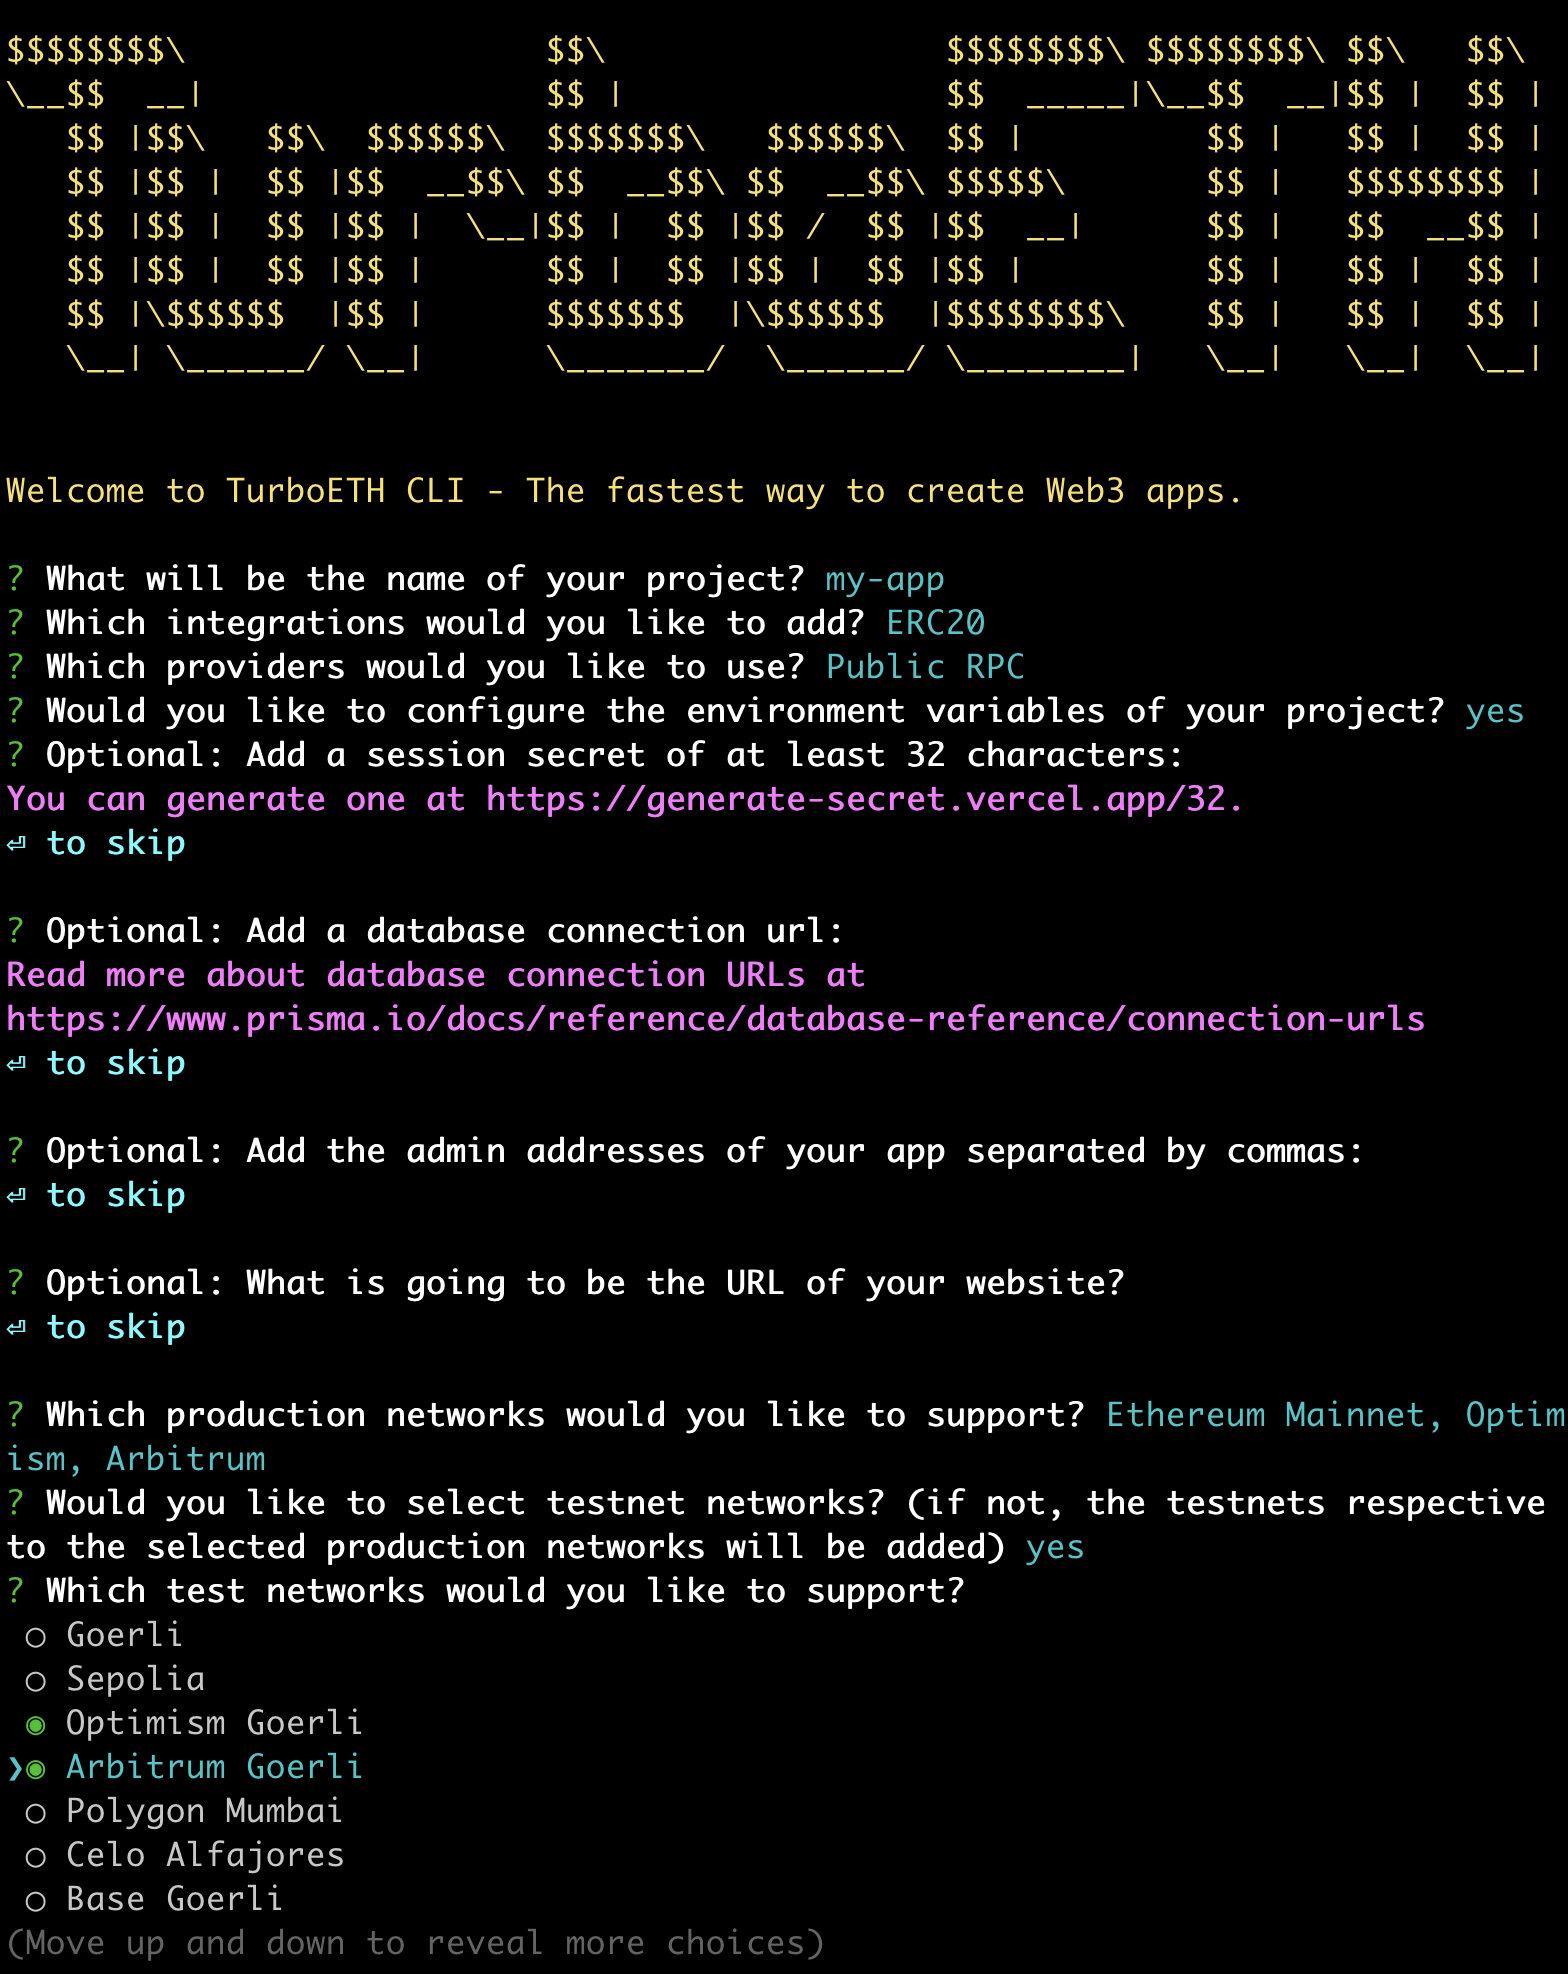 $$$$$$$$\                  $$\                 $$$$$$$$\ $$$$$$$$\ $$\   $$\
\__$$  __|                 $$ |                $$  _____|\__$$  __|$$ |  $$ |
   $$ |$$\   $$\  $$$$$$\  $$$$$$$\   $$$$$$\  $$ |         $$ |   $$ |  $$ |
   $$ |$$ |  $$ |$$  __$$\ $$  __$$\ $$  __$$\ $$$$$\       $$ |   $$$$$$$$ |
   $$ |$$ |  $$ |$$ |  \__|$$ |  $$ |$$ /  $$ |$$  __|      $$ |   $$  __$$ |
   $$ |$$ |  $$ |$$ |      $$ |  $$ |$$ |  $$ |$$ |         $$ |   $$ |  $$ |
   $$ |\$$$$$$  |$$ |      $$$$$$$  |\$$$$$$  |$$$$$$$$\    $$ |   $$ |  $$ |
   \__| \______/ \__|      \_______/  \______/ \________|   \__|   \__|  \__|
Welcome to TurboETH CLI - The fastest way to create Web3 apps.
? What will be the name of your project? my-app
? Which integrations would you like to add? ERC20
? Which providers would you like to use? Public RPC
? Would you like to configure the environment variables of your project? yes
? Optional: Add a session secret of at least 32 characters:
You can generate one at https://generate-secret.vercel.app/32.
⏎ to skip
? Optional: Add a database connection url:
Read more about database connection URLs at
https://www.prisma.io/docs/reference/database-reference/connection-urls
⏎ to skip
? Optional: Add the admin addresses of your app separated by commas:
⏎ to skip
? Optional: What is going to be the URL of your website?
⏎ to skip
? Which production networks would you like to support? Ethereum Mainnet, Optim
ism, Arbitrum
? Would you like to select testnet networks? (if not, the testnets respective
to the selected production networks will be added) yes
? Which test networks would you like to support?
 ◯ Goerli
 ◯ Sepolia
 ◉ Optimism Goerli
❯◉ Arbitrum Goerli
 ◯ Polygon Mumbai
 ◯ Celo Alfajores
 ◯ Base Goerli
(Move up and down to reveal more choices)